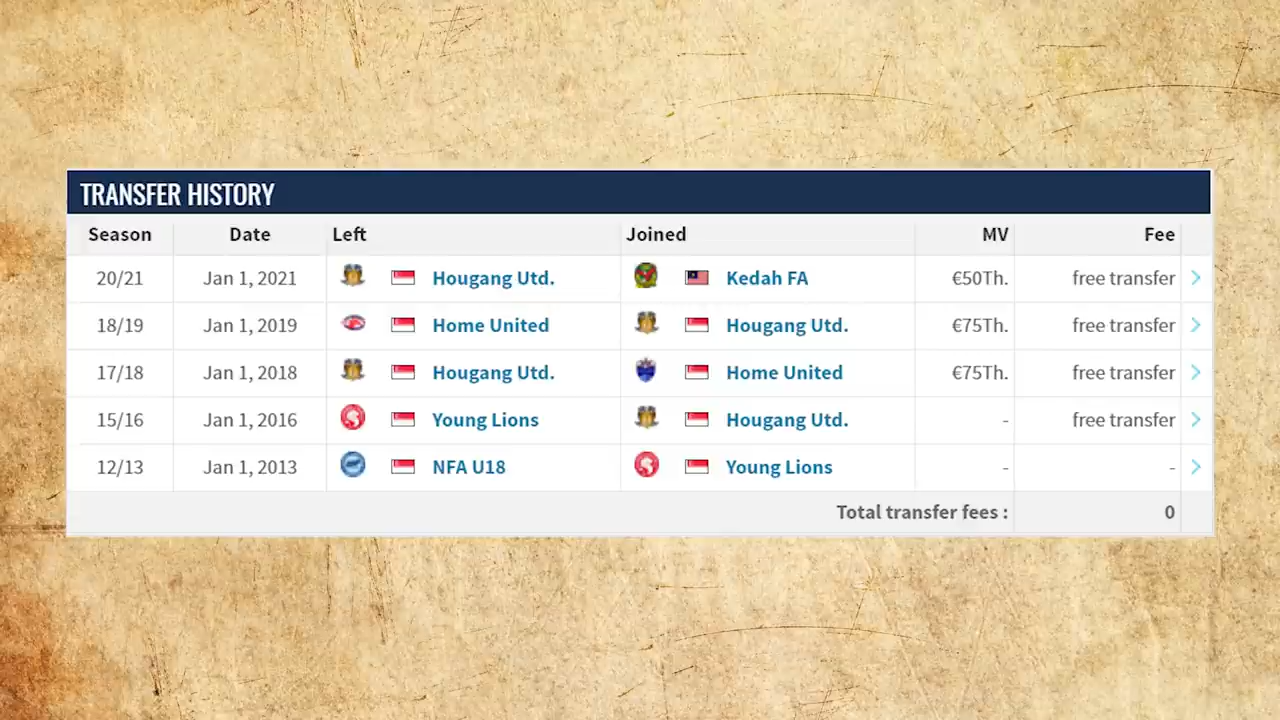 TRANSFER HISTORY
Season Date Left Joined MV Fee
20/21 Jan 1, 2021 Hougang Utd. Kedah FA €50Th. free transfer
18/19 Jan 1, 2019 Home United Hougang Utd. €75Th. free transfer
17/18 Jan 1, 2018 Hougang Utd. Home United €75Th. free transfer
15/16 Jan 1, 2016 Young Lions Hougang Utd. - free transfer
12/13 Jan 1, 2013 NFA U18 Young Lions - -
Total transfer fees : 0